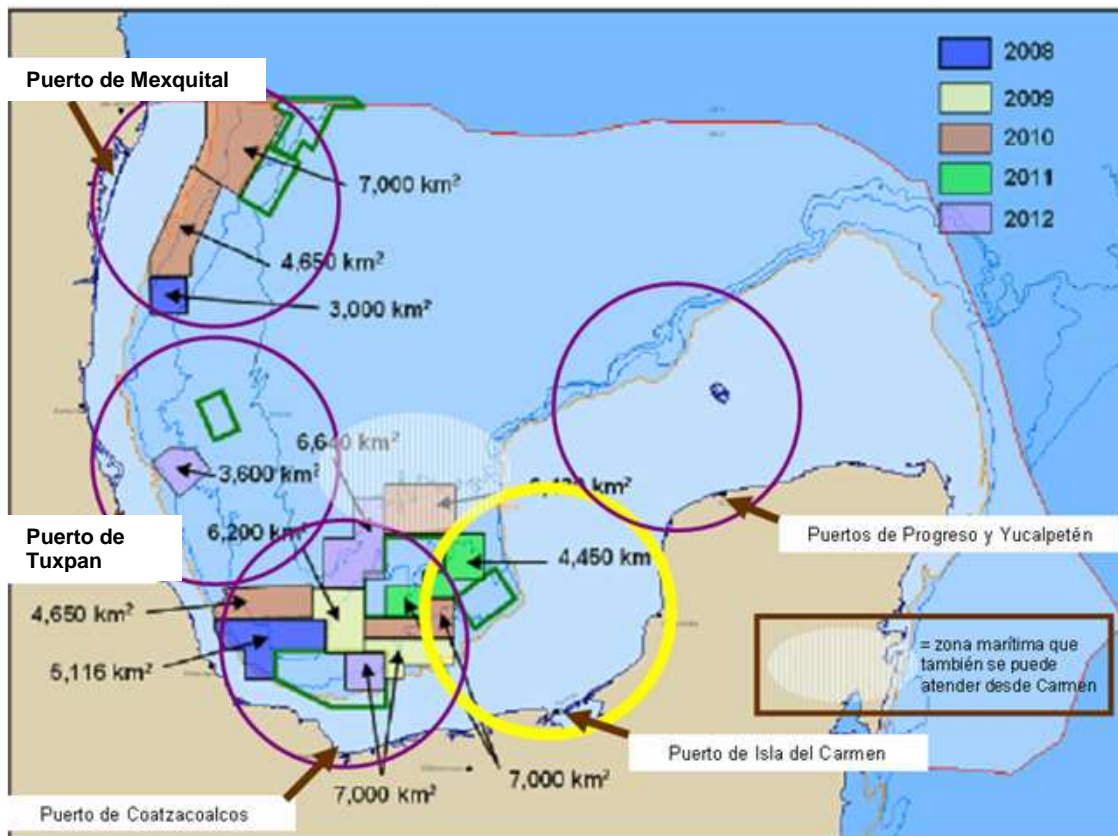 Puerto de Mexquital
2008
2009
2010
2011
2012
7,000 km²
4,650 km²
3,000 km²
6,640 km²
3,600 km²
6,200 km²
Puerto de
Tuxpan
4,450 km
Puertos de Progreso y Yucalpetén
4,650 km²
5,116 km²
= zona marítima que
también se puede
atender desde Carmen
Puerto de Isla del Carmen
7,000 km²
7,000 km²
Puerto de Coatzacoalcos